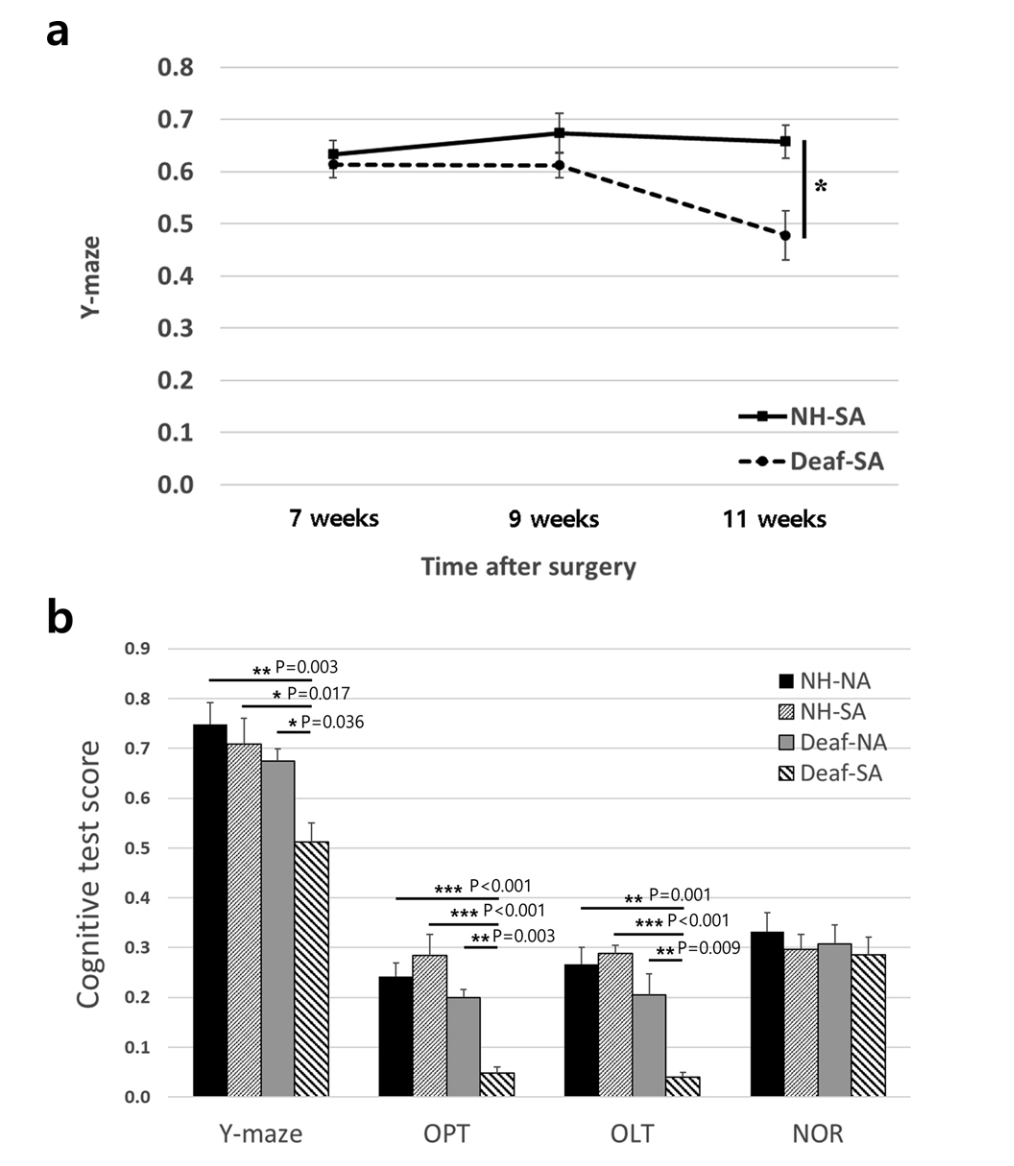 a
0.8
0.7
0.6
0.5
0.4
0.3
0.2
0.1
0.0
Y-maze
*
NH-SA
Deaf-SA
7 weeks 9 weeks 11 weeks
Time after surgery
b
0.9
0.8
0.7
0.6
0.5
0.4
0.3
0.2
0.1
0.0
Cognitive test score
** P=0.003
* P=0.017
* P=0.036
*** P<0.001
*** P<0.001
** P=0.003
** P=0.001
*** P<0.001
** P=0.009
NH-NA
NH-SA
Deaf-NA
Deaf-SA
Y-maze OPT OLT NOR